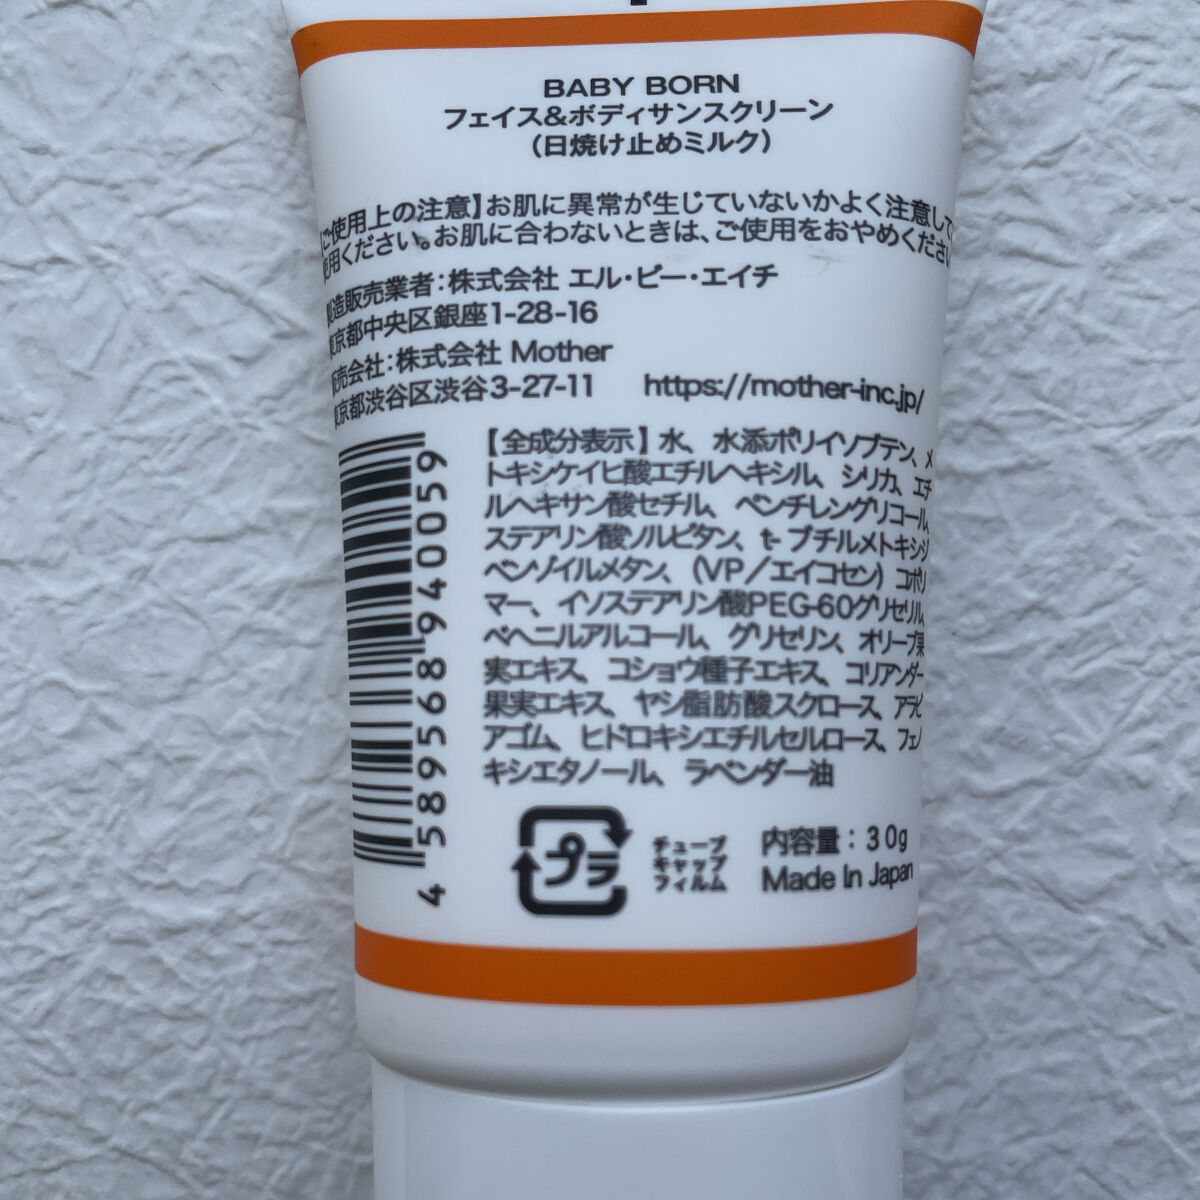 BABY BORN
フェイス&ボディサンスクリーン
(日焼け止めミルク)
ご使用上の注意】お肌に異常が生じていないかよく注意して
使用ください。お肌に合わないときは、ご使用をおやめください
製造販売業者:株式会社 エル・ビー・エイチ
東京都中央区銀座1-28-16
販売会社:株式会社 Mother
東京都渋谷区渋谷3-27-11 https://mother-inc.jp/
【全成分表示】水、水添ポリイソブテン、メ
トキシケイヒ酸エチルヘキシル、シリカ、エチ
ルヘキサン酸セチル、ペンチレングリコール、
ステアリン酸ソルビタン、t-ブチルメトキシジ
ベンゾイルメタン、(VP/エイコセン)コポリ
マー、イソステアリン酸PEG-60グリセリル、
ベヘニルアルコール、グリセリン、オリーブ果
実エキス、コショウ種子エキス、コリアンダー
果実エキス、ヤシ脂肪酸スクロース、アラビ
アゴム、ヒドロキシエチルセルロース、フェノ
キシエタノール、ラベンダー油
4589568940059
プラ
チューブ
キャップ
フィルム
内容量:30g
Made In Japan